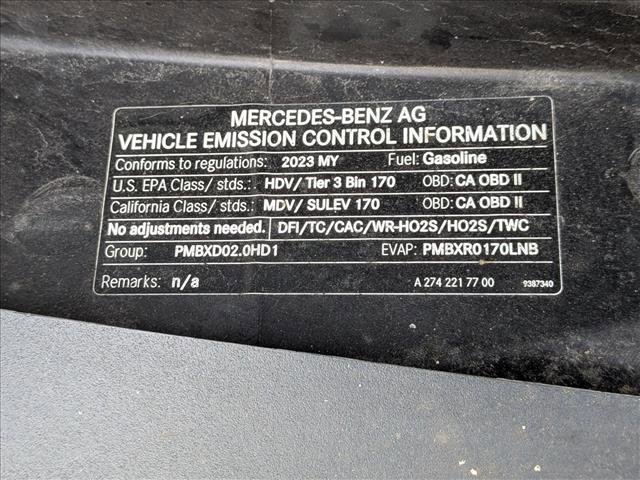 MERCEDES-BENZ AG
VEHICLE EMISSION CONTROL INFORMATION
Conforms to regulations: 2023 MY Fuel: Gasoline
U.S. EPA Class/ stds.: HDV/ Tier 3 Bin 170 OBD: CA OBD II
California Class/ stds.: MDV/ SULEV 170 OBD: CA OBD II
No adjustments needed. DFI/TC/CAC/WR-HO2S/HO2S/TWC
Group: PMBXD02.0HD1 EVAP: PMBXR0170LNB
Remarks: n/a A 274 221 77 00 9387340